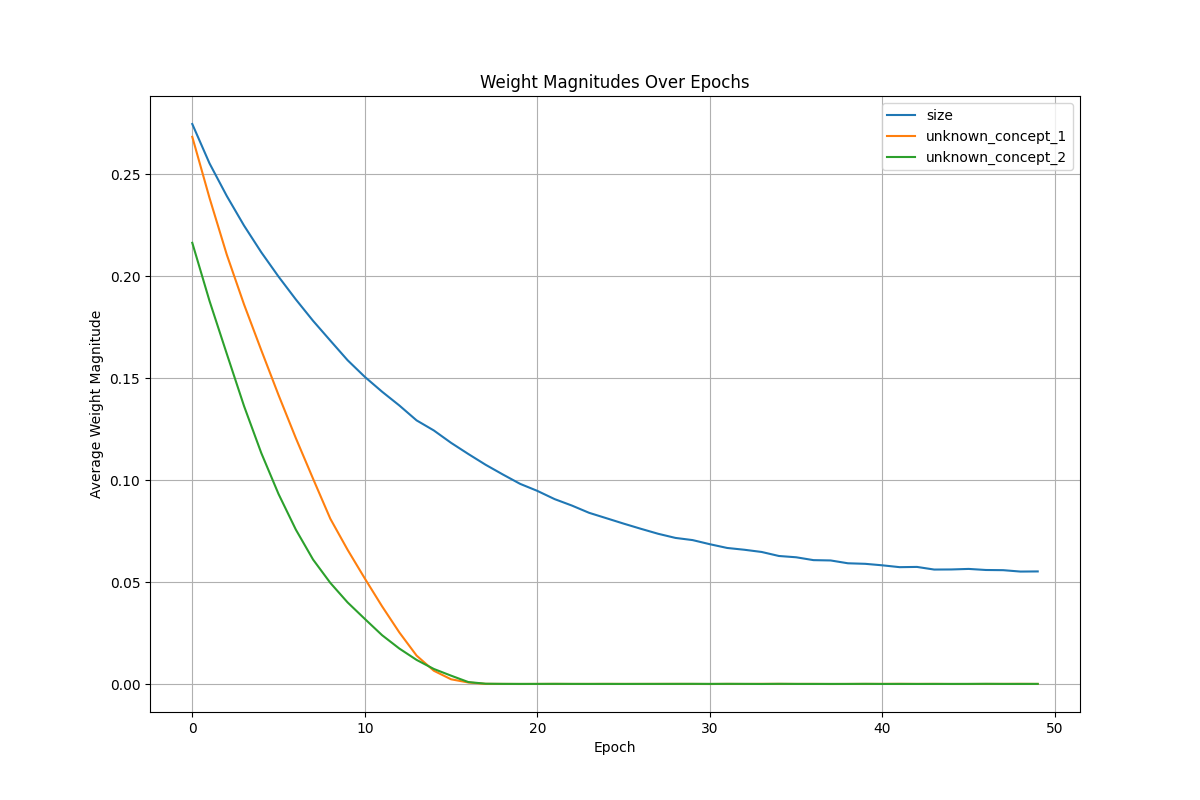 Weight Magnitudes Over Epochs
size
unknown_concept_1
unknown_concept_2
Average Weight Magnitude
0.25
0.20
0.15
0.10
0.05
0.00
0 10 20 30 40 50
Epoch